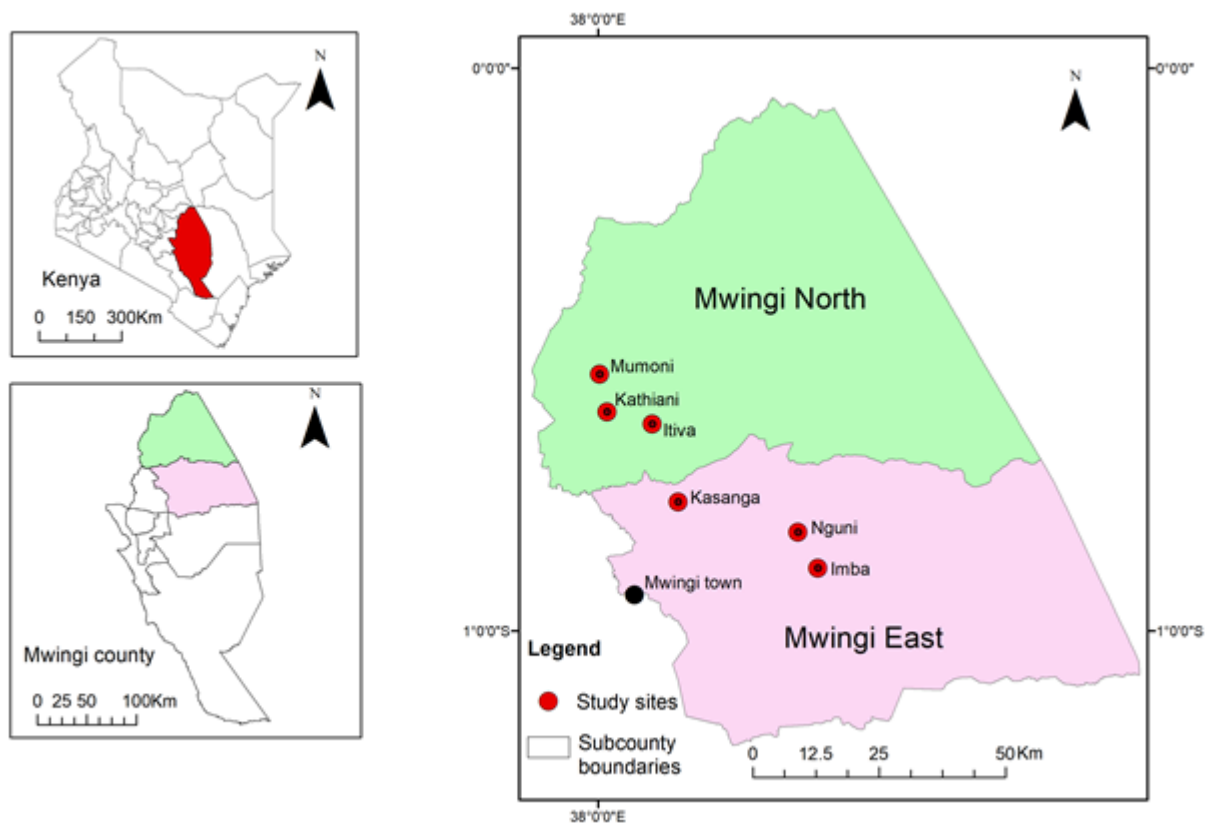 N
Kenya
0 150 300Km
N
Mwingi county
0 25 50 100Km
38°0'0"E
0°0'0"
0°0'0"
N
Mwingi North
Mumoni
Kathiani
Itiva
Kasanga
Nguni
Imba
Mwingi town
1°0'0"S
1°0'0"S
Mwingi East
Legend
Study sites
Subcounty
boundaries
0 12.5 25 50Km
38°0'0"E